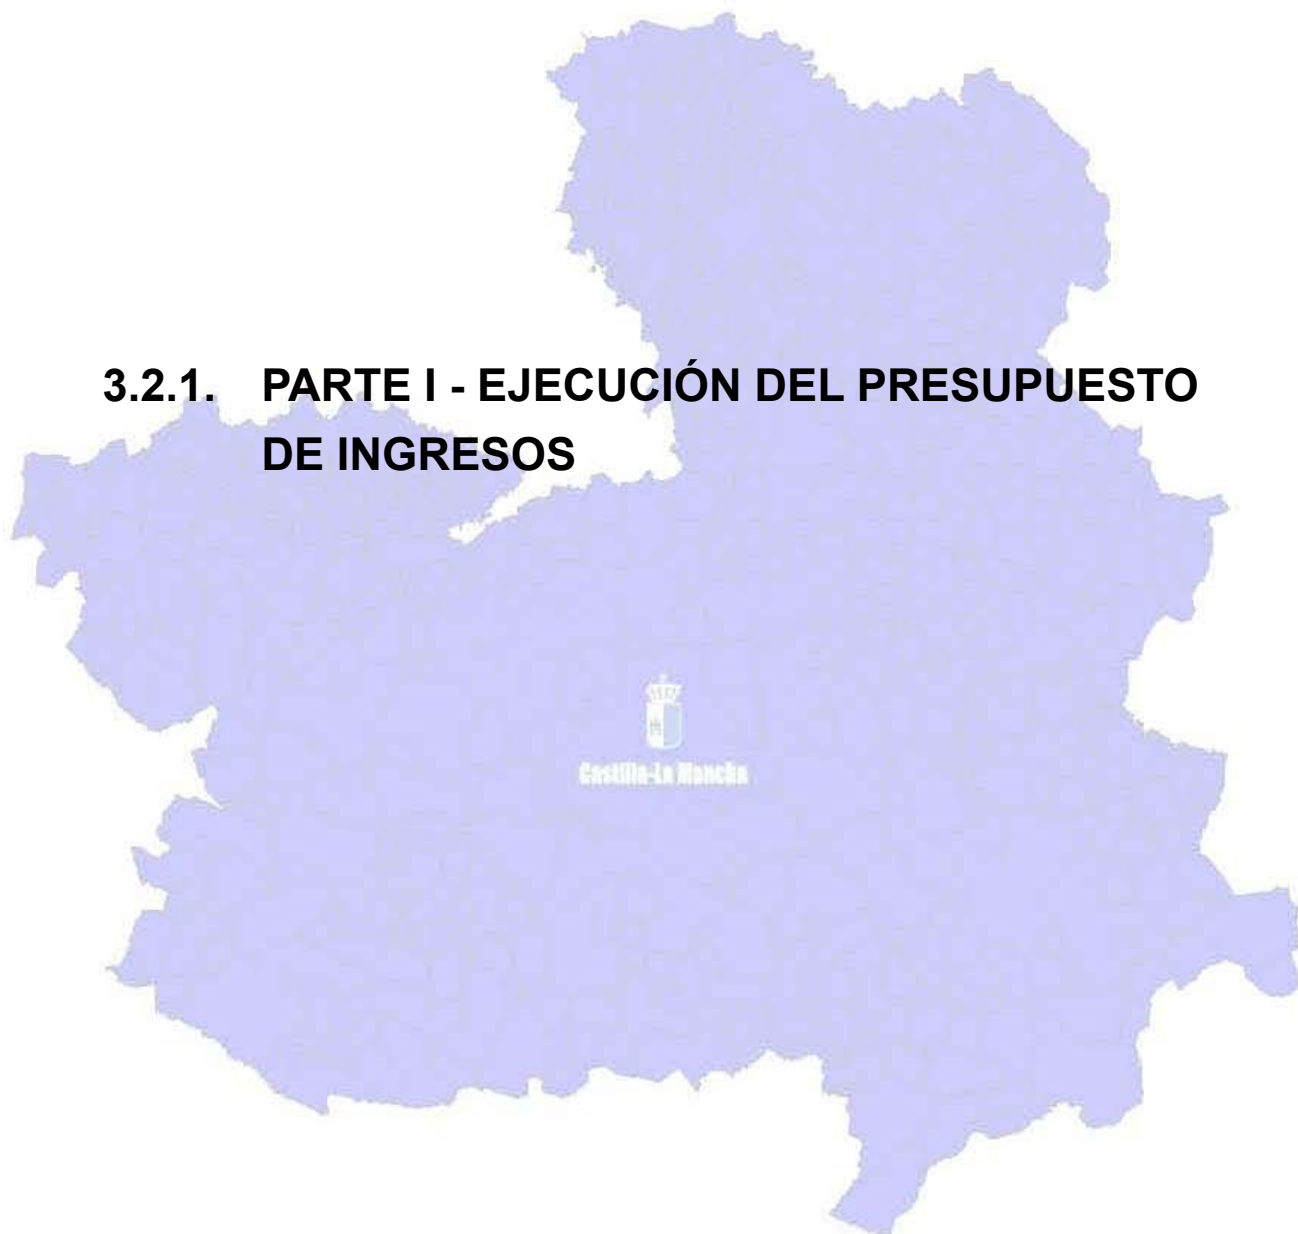 3.2.1. PARTE I - EJECUCIÓN DEL PRESUPUESTO
DE INGRESOS
Castilla-La Mancha